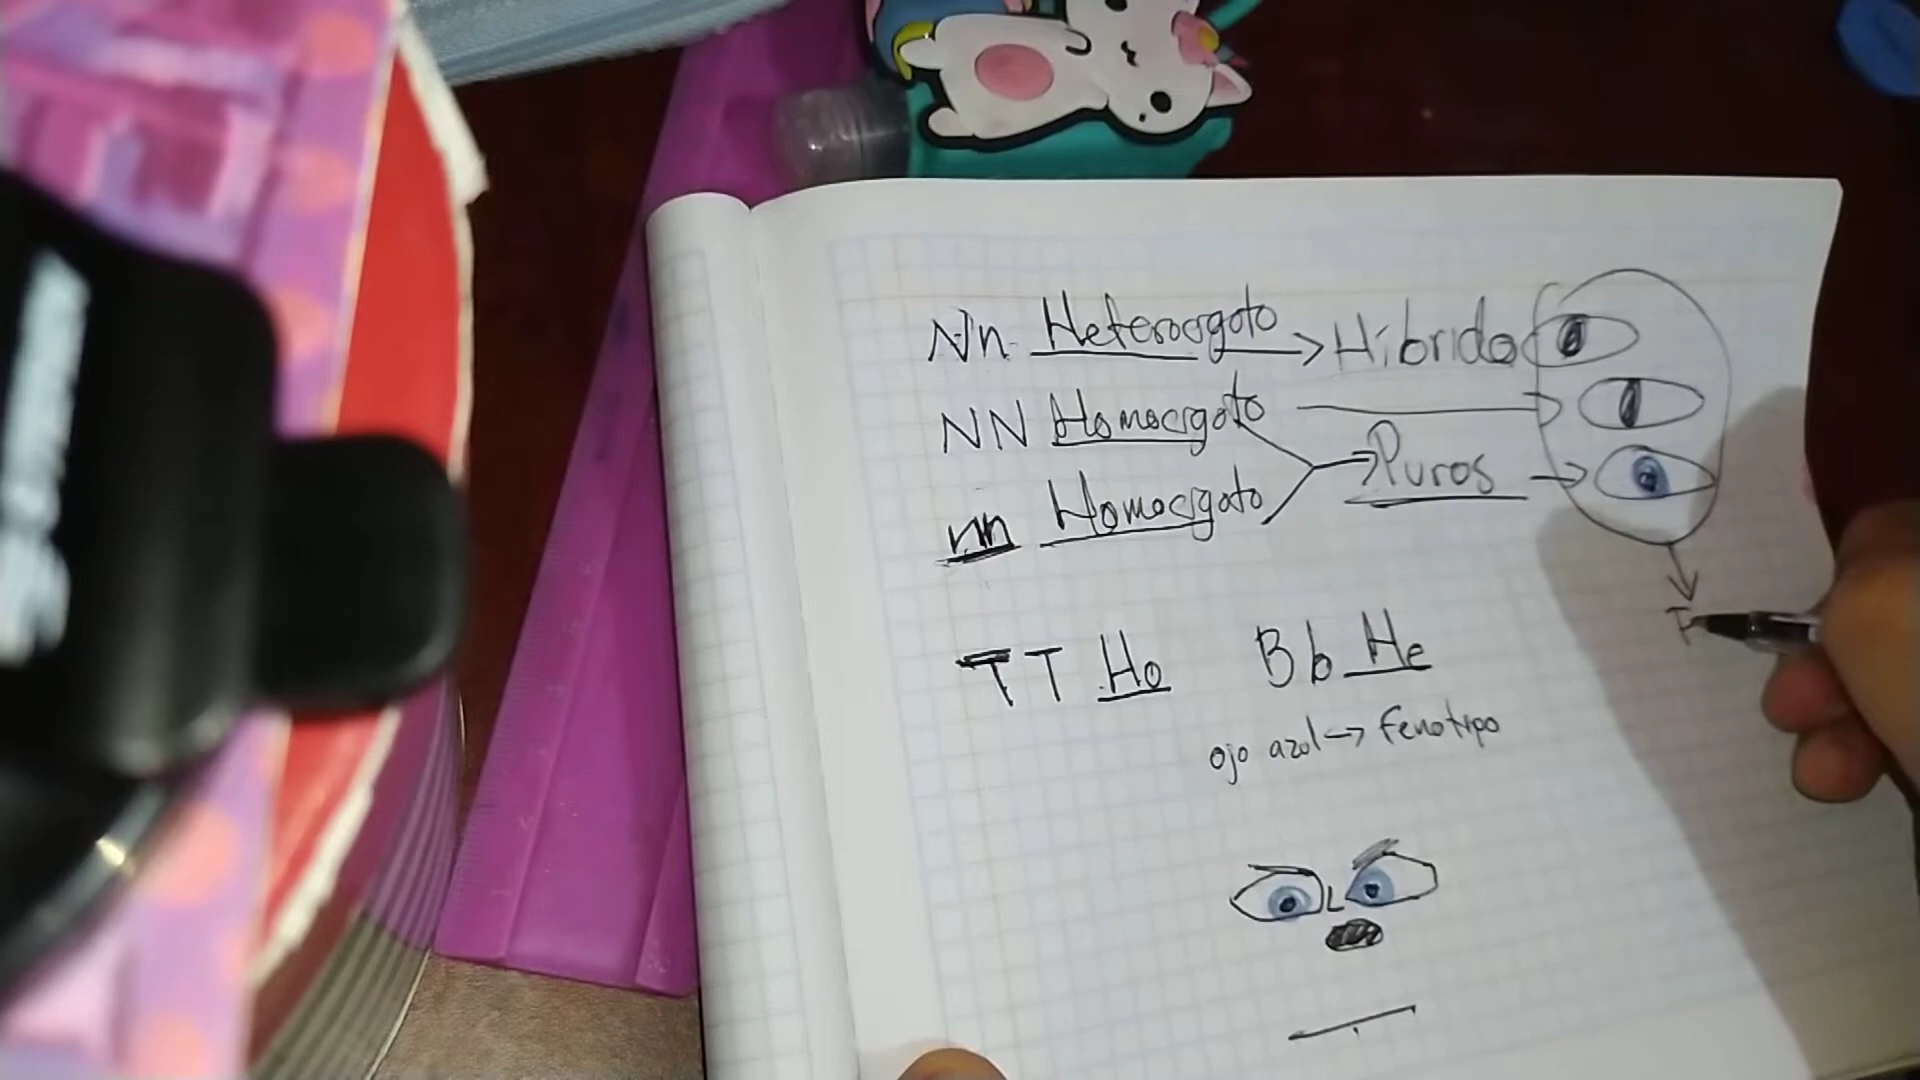 Nn Heterocigoto → Híbrido
NN Homocigoto
Puros
nn Homocigoto
TT Ho Bb He
ojo azul → Fenotipo
F